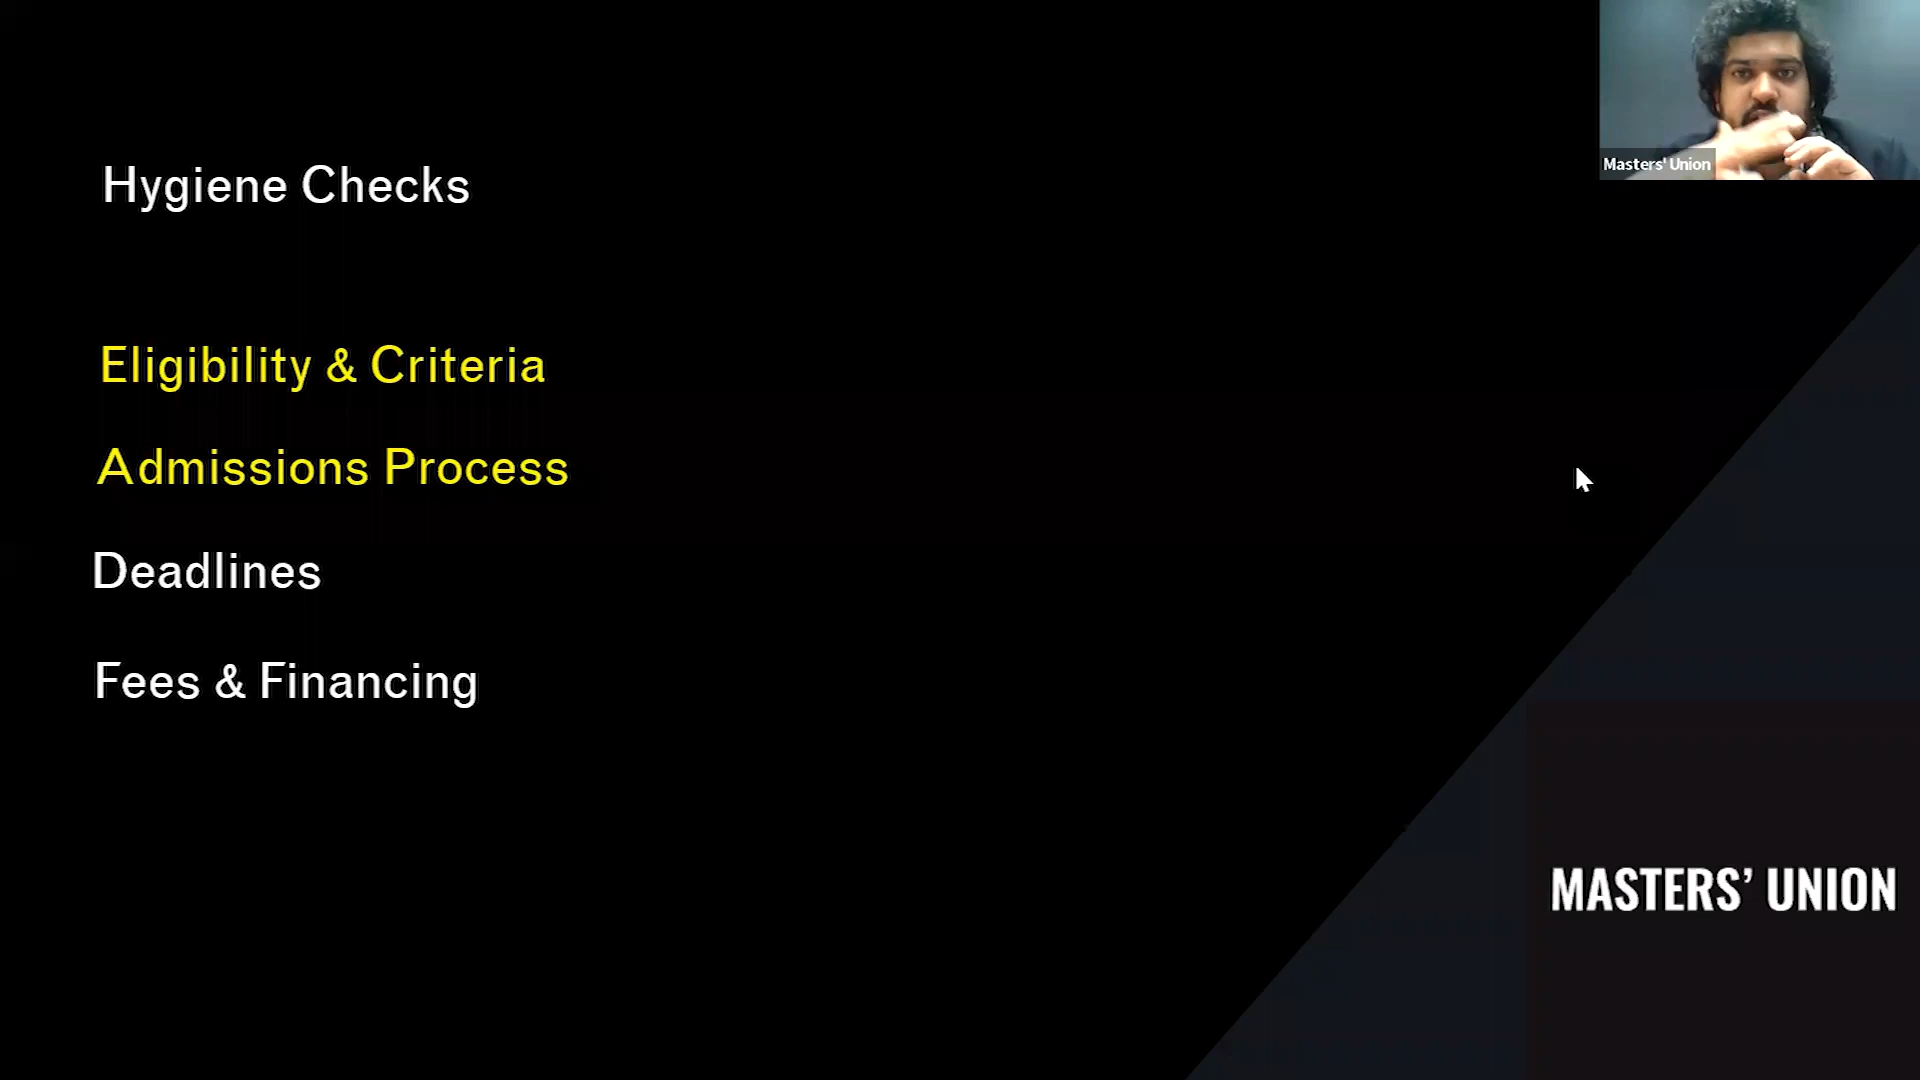 Masters' Union
Hygiene Checks
Eligibility & Criteria
Admissions Process
Deadlines
Fees & Financing
MASTERS’ UNION